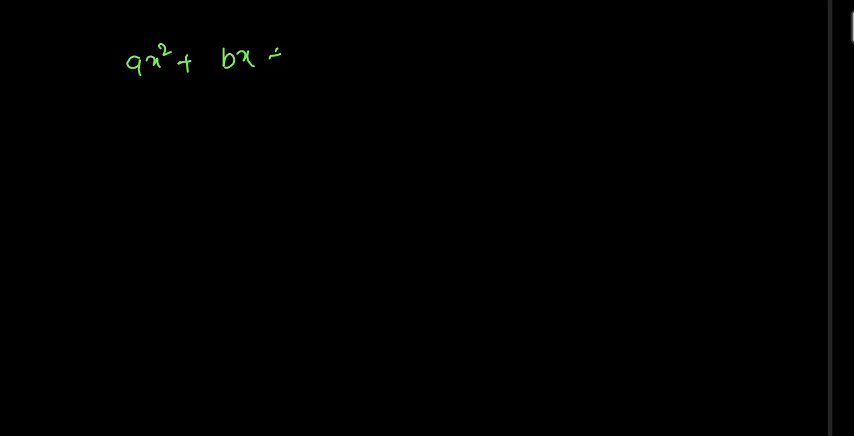 ax² + bx =